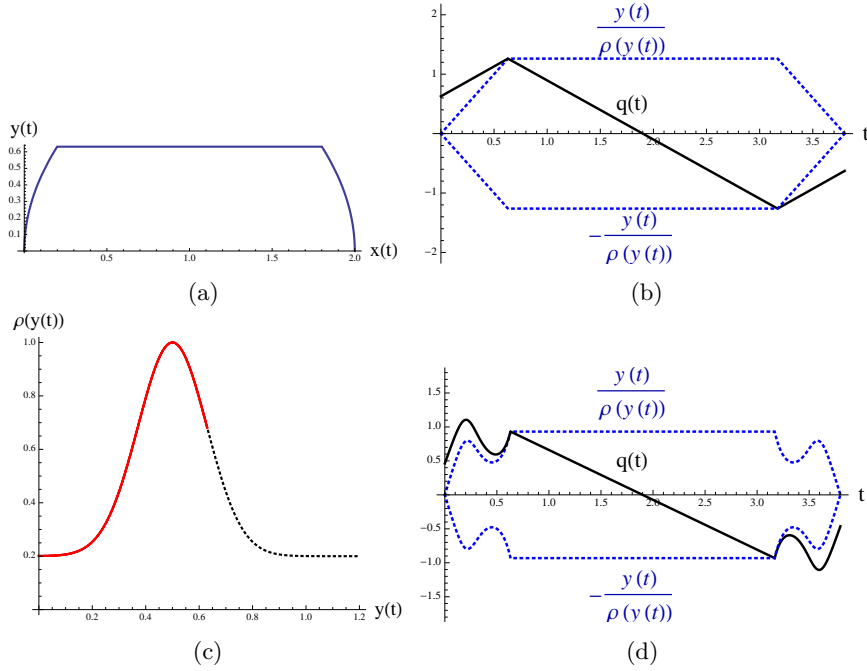 y(t)
0.6
0.5
0.4
0.3
0.2
0.1
0.5 1.0 1.5 2.0 x(t)
(a)
y(t)
ρ(y(t))
2
1
q(t)
0.5 1.0 1.5 2.0 2.5 3.0 3.5 t
-1
-2
- y(t)
ρ(y(t))
(b)
ρ(y(t))
1.0
0.8
0.6
0.4
0.2
0.2 0.4 0.6 0.8 1.0 1.2 y(t)
(c)
y(t)
ρ(y(t))
1.5
1.0
0.5
q(t)
0.5 1.0 1.5 2.0 2.5 3.0 3.5 t
-0.5
-1.0
-1.5
- y(t)
ρ(y(t))
(d)